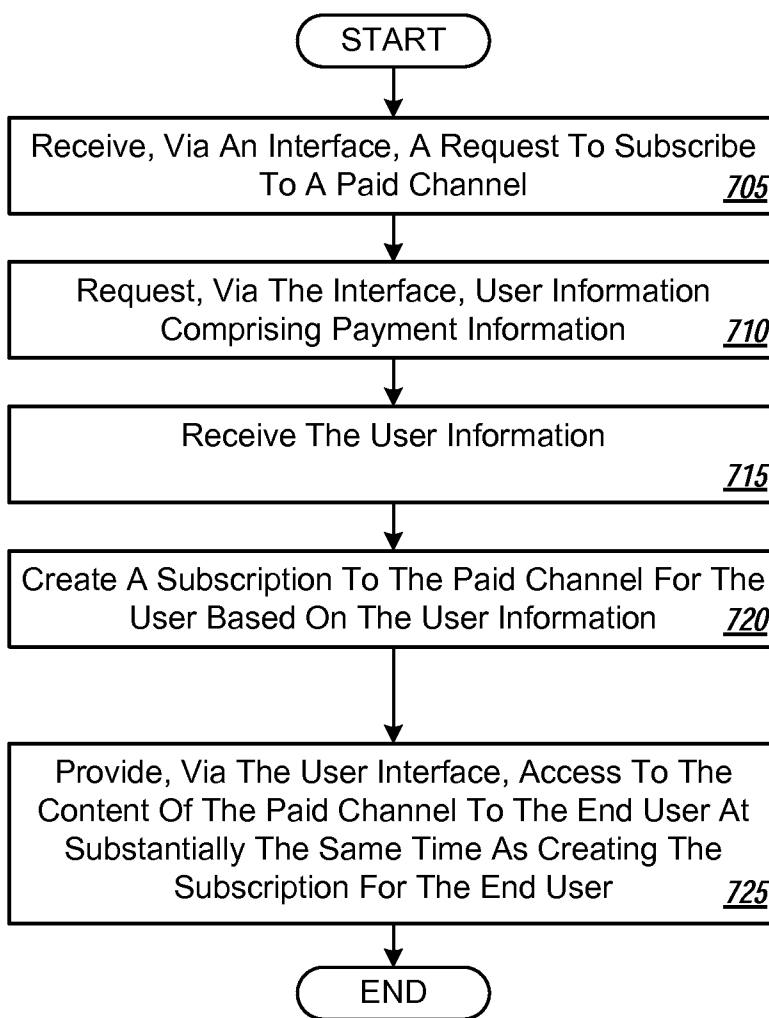 START
Receive, Via An Interface, A Request To Subscribe
To A Paid Channel 705
Request, Via The Interface, User Information
Comprising Payment Information 710
Receive The User Information
715
Create A Subscription To The Paid Channel For The
User Based On The User Information 720
Provide, Via The User Interface, Access To The
Content Of The Paid Channel To The End User At
Substantially The Same Time As Creating The
Subscription For The End User 725
END